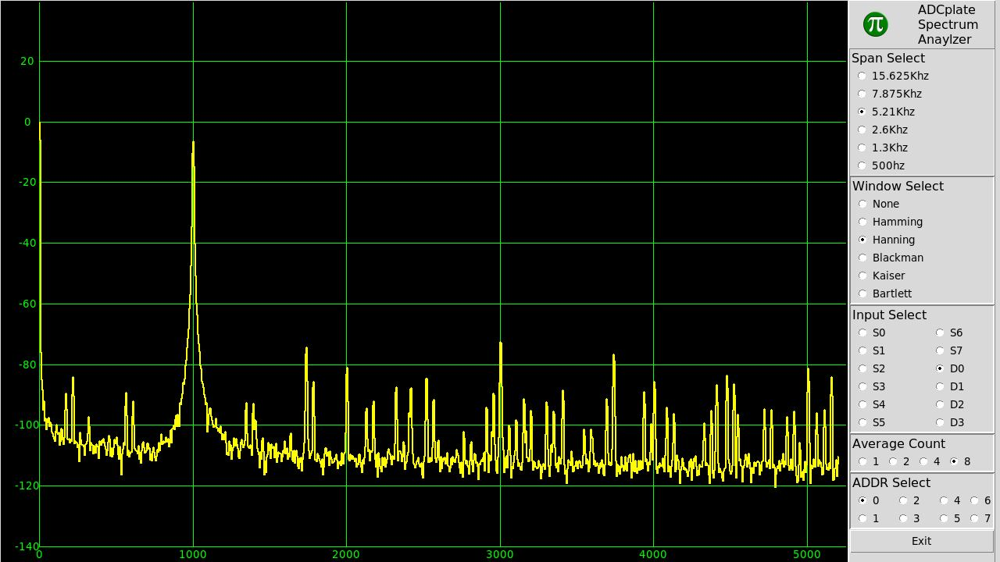 20
0
-20
-40
-60
-80
-100
-120
-140
0 1000 2000 3000 4000 5000
π
ADCplate
Spectrum
Anaylzer
Span Select
15.625Khz
7.875Khz
5.21Khz
2.6Khz
1.3Khz
500hz
Window Select
None
Hamming
Hanning
Blackman
Kaiser
Bartlett
Input Select
S0 S6
S1 S7
S2 D0
S3 D1
S4 D2
S5 D3
Average Count
1 2 4 8
ADDR Select
0 2 4 6
1 3 5 7
Exit